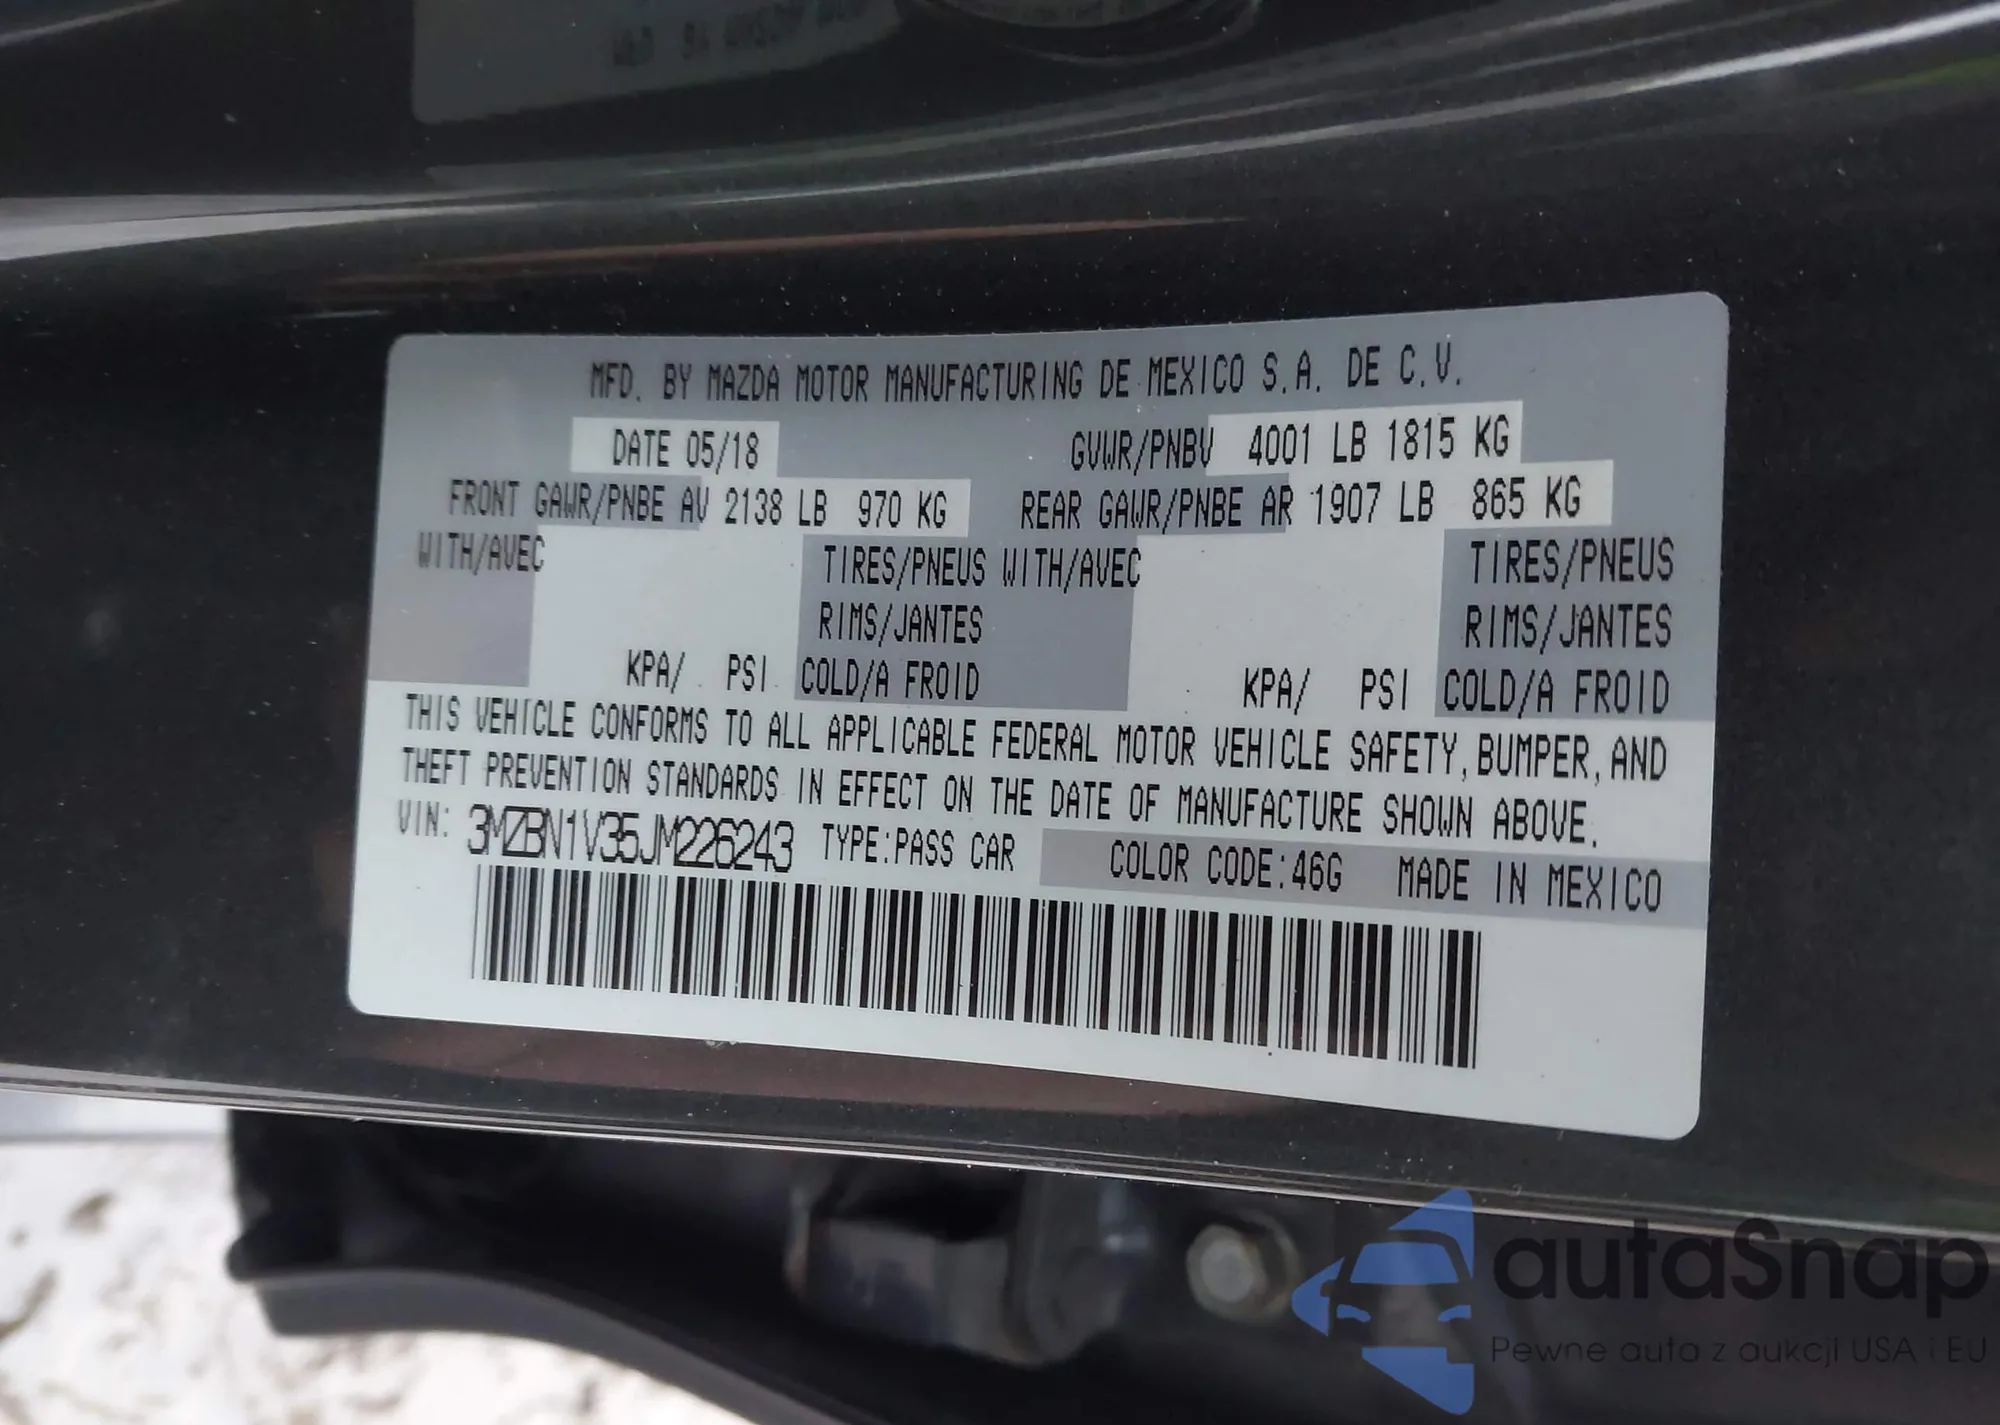 MFD. BY MAZDA MOTOR MANUFACTURING DE MEXICO S.A. DE C.V.
DATE 05/18 GVWR/PNBV 4001 LB 1815 KG
FRONT GAWR/PNBE AV 2138 LB 970 KG REAR GAWR/PNBE AR 1907 LB 865 KG
WITH/AVEC TIRES/PNEUS WITH/AVEC TIRES/PNEUS
RIMS/JANTES RIMS/JANTES
KPA/ PSI COLD/A FROID KPA/ PSI COLD/A FROID
THIS VEHICLE CONFORMS TO ALL APPLICABLE FEDERAL MOTOR VEHICLE SAFETY, BUMPER, AND
THEFT PREVENTION STANDARDS IN EFFECT ON THE DATE OF MANUFACTURE SHOWN ABOVE.
VIN: 3MZBN1V35JM226243 TYPE:PASS CAR COLOR CODE:46G MADE IN MEXICO
autaSnap
Pewne auta z aukcji USA i EU